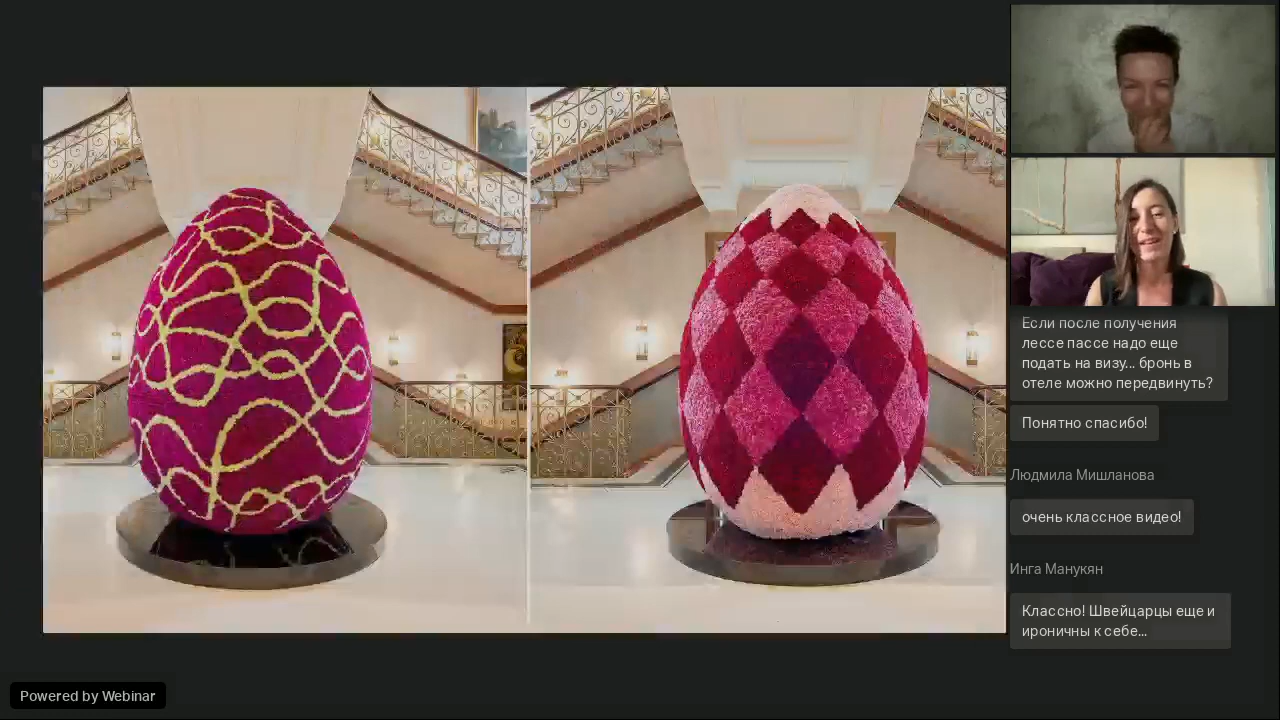 Если после получения
лессе пассе надо еще
подать на визу... бронь в
отеле можно передвинуть?
Понятно спасибо!
Людмила Мишланова
очень классное видео!
Инга Манукян
Классно! Швейцарцы еще и
ироничны к себе...
Powered by Webinar